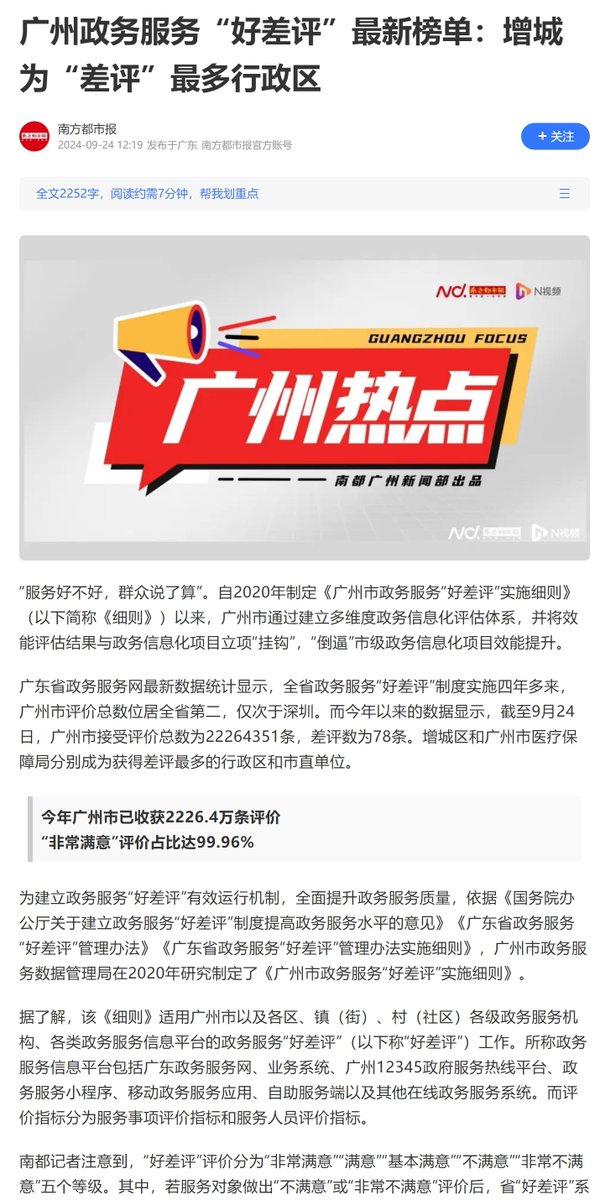 广州政务服务“好差评”最新榜单：增城
为“差评”最多行政区
南方都市报
2024-09-24 12:19 发布于广东 南方都市报官方账号
+ 关注
全文2252字，阅读约需7分钟，帮我划重点
N视频
GUANGZHOU FOCUS
广州热点
南都广州新闻部出品
N视频
“服务好不好，群众说了算”。自2020年制定《广州市政务服务“好差评”实施细则》
（以下简称《细则》）以来，广州市通过建立多维度政务信息化评估体系，并将效
能评估结果与政务信息化项目立项“挂钩”，“倒逼”市级政务信息化项目效能提升。
广东省政务服务网最新数据统计显示，全省政务服务“好差评”制度实施四年多来，
广州市评价总数位居全省第二，仅次于深圳。而今年以来的数据显示，截至9月24
日，广州市接受评价总数为22264351条，差评数为78条。增城区和广州市医疗保
障局分别成为获得差评最多的行政区和市直单位。
今年广州市已收获2226.4万条评价
“非常满意”评价占比达99.96%
为建立政务服务“好差评”有效运行机制，全面提升政务服务质量，依据《国务院办
公厅关于建立政务服务“好差评”制度提高政务服务水平的意见》《广东省政务服务
“好差评”管理办法》《广东省政务服务“好差评”管理办法实施细则》，广州市政务服
务数据管理局在2020年研究制定了《广州市政务服务“好差评”实施细则》。
据了解，该《细则》适用广州市以及各区、镇（街）、村（社区）各级政务服务机
构、各类政务服务信息平台的政务服务“好差评”（以下称“好差评”）工作。所称政务
服务信息平台包括广东政务服务网、业务系统、广州12345政府服务热线平台、政
务服务小程序、移动政务服务应用、自助服务端以及其他在线政务服务系统。而评
价指标分为服务事项评价指标和服务人员评价指标。
南都记者注意到，“好差评”评价分为“非常满意”“满意”“基本满意”“不满意”“非常不满
意”五个等级。其中，若服务对象做出“不满意”或“非常不满意”评价后，省“好差评”系